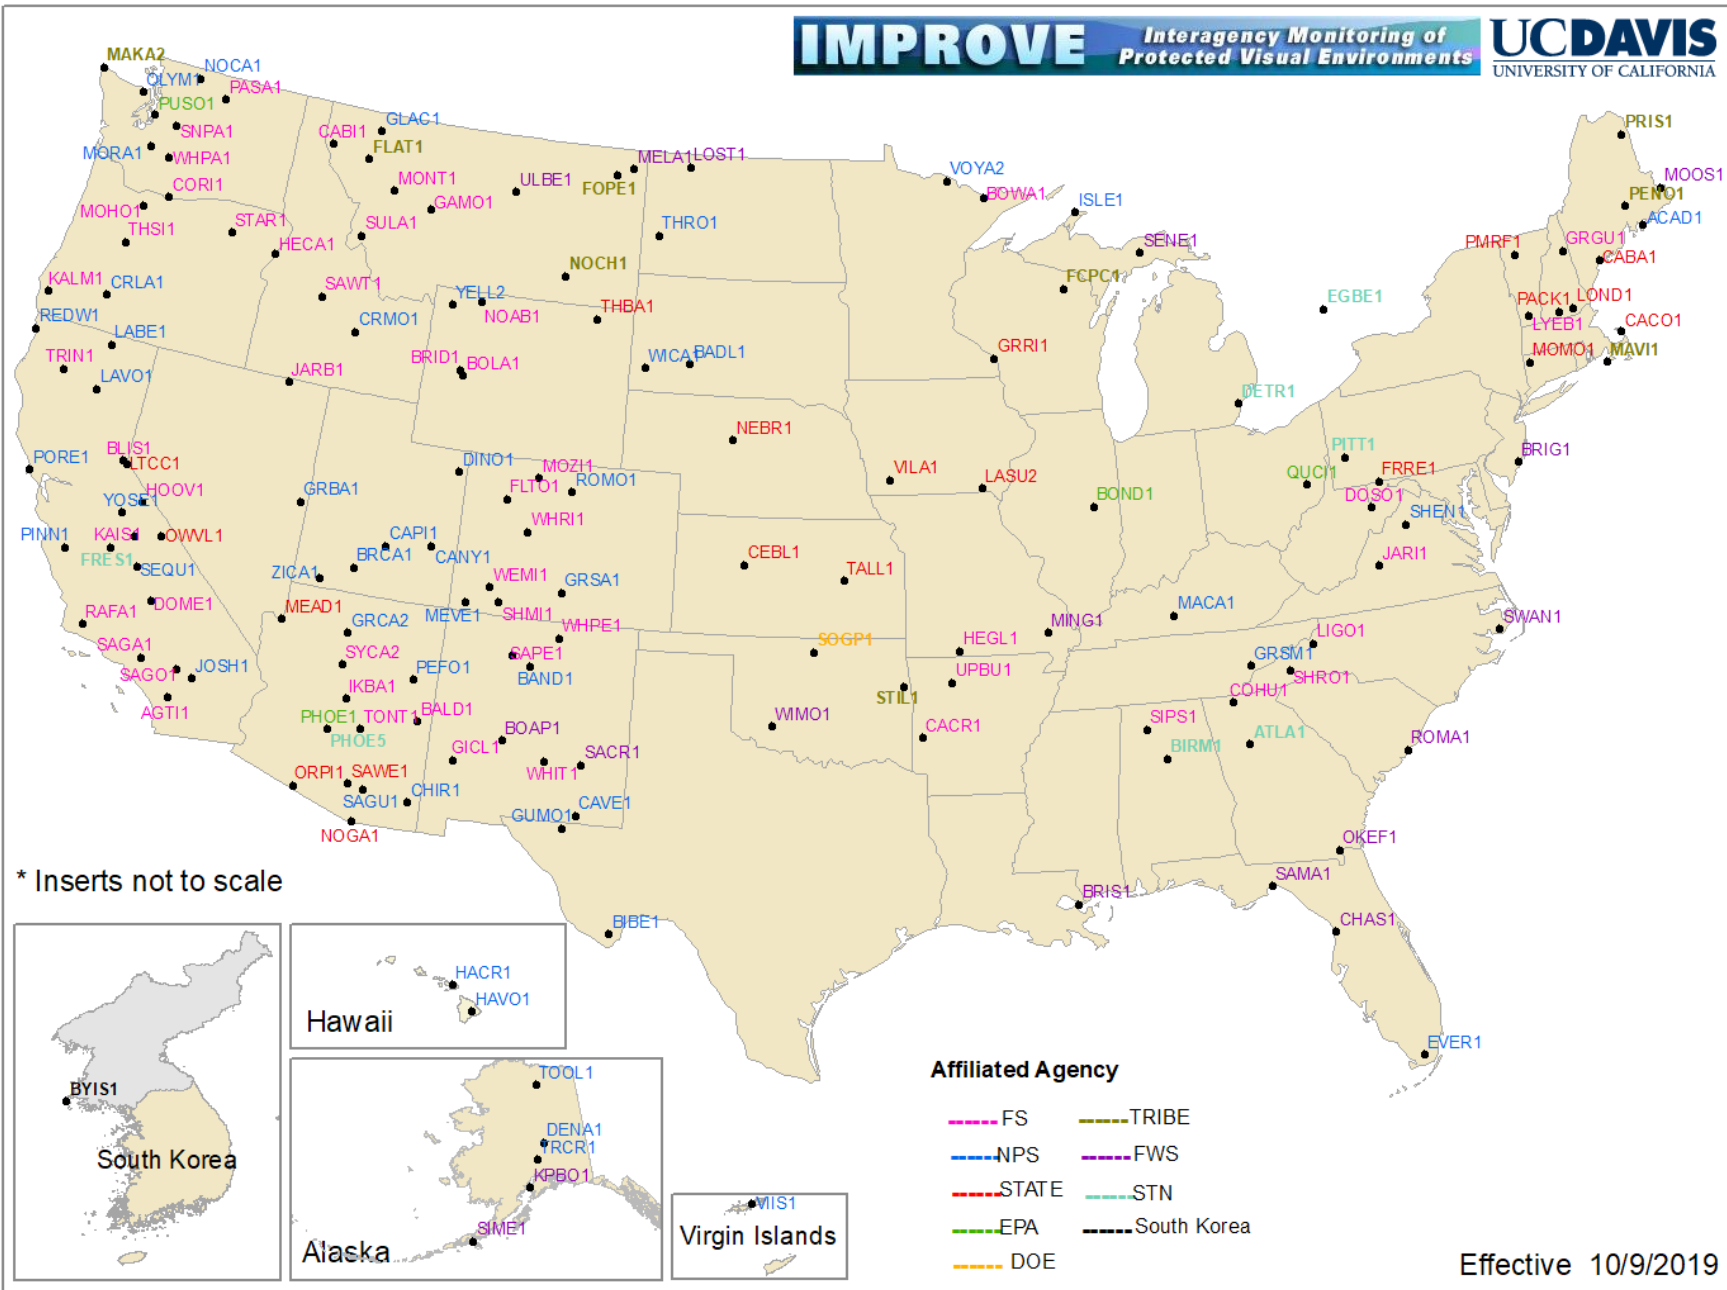 IMPROVE
Interagency Monitoring of
Protected Visual Environments
UCDAVIS
UNIVERSITY OF CALIFORNIA
MAKA2
NOCA1
OLYM1
PASA1
PUSO1
SNPA1
MORA1
WHPA1
CORI1
MOHO1
THSI1
STAR1
HECA1
KALM1
CRLA1
REDW1
LABE1
TRIN1
LAVO1
CABI1
GLAC1
FLAT1
MONT1
GAMO1
SULA1
ULBE1
FOPE1
MELA1
LOST1
THRO1
NOCH1
SAWT1
CRMO1
YELL2
NOAB1
THBA1
BRID1
BOLA1
JARB1
WICA1
BADL1
VOYA2
BOWA1
ISLE1
SENE1
FCPC1
GRRI1
EGBE1
DETR1
PRIS1
MOOS1
PENO1
ACAD1
PMRF1
GRGU1
CABA1
PACK1
LOND1
LYEB1
CACO1
MOMO1
MAVI1
NEBR1
VILA1
LASU2
BOND1
PITT1
QUCI1
FRRE1
DOSO1
SHEN1
JARI1
BRIG1
PORE1
BLIS1
LTCC1
HOOV1
YOSE1
PINN1
KAIS1
OWVL1
FRES1
SEQU1
DOME1
RAFA1
SAGA1
SAGO1
JOSH1
AGTI1
GRBA1
DINO1
MOZI1
FLTO1
ROMO1
WHRI1
CAPI1
BRCA1
CANY1
ZICA1
WEMI1
GRSA1
MEVE1
SHMI1
MEAD1
GRCA2
WHPE1
SYCA2
PEFO1
SAPE1
BAND1
IKBA1
PHOE1
TONT1
BALD1
PHOE5
BOAP1
GICL1
SACR1
WHIT1
ORPI1
SAWE1
SAGU1
CHIR1
NOGA1
GUMO1
CAVE1
BIBE1
CEBL1
TALL1
SOGP1
STIL1
WIMO1
HEGL1
UPBU1
CACR1
MING1
MACA1
SWAN1
LIGO1
GRSM1
SHRO1
COHU1
SIPS1
BIRM1
ATLA1
ROMA1
OKEF1
SAMA1
CHAS1
BRIS1
EVER1
* Inserts not to scale
BYIS1
South Korea
HACR1
HAVO1
Hawaii
TOOL1
DENA1
TRCR1
KPBO1
SIME1
Alaska
VIIS1
Virgin Islands
Affiliated Agency
FS
TRIBE
NPS
FWS
STATE
STN
EPA
South Korea
DOE
Effective 10/9/2019